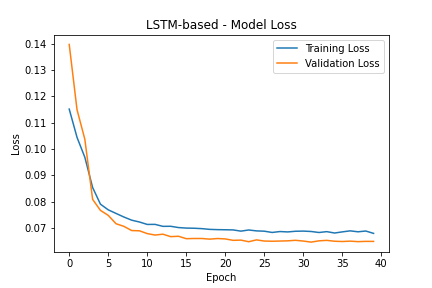 LSTM-based - Model Loss
Training Loss
Validation Loss
0.14
0.13
0.12
0.11
0.10
0.09
0.08
0.07
Loss
0 5 10 15 20 25 30 35 40
Epoch